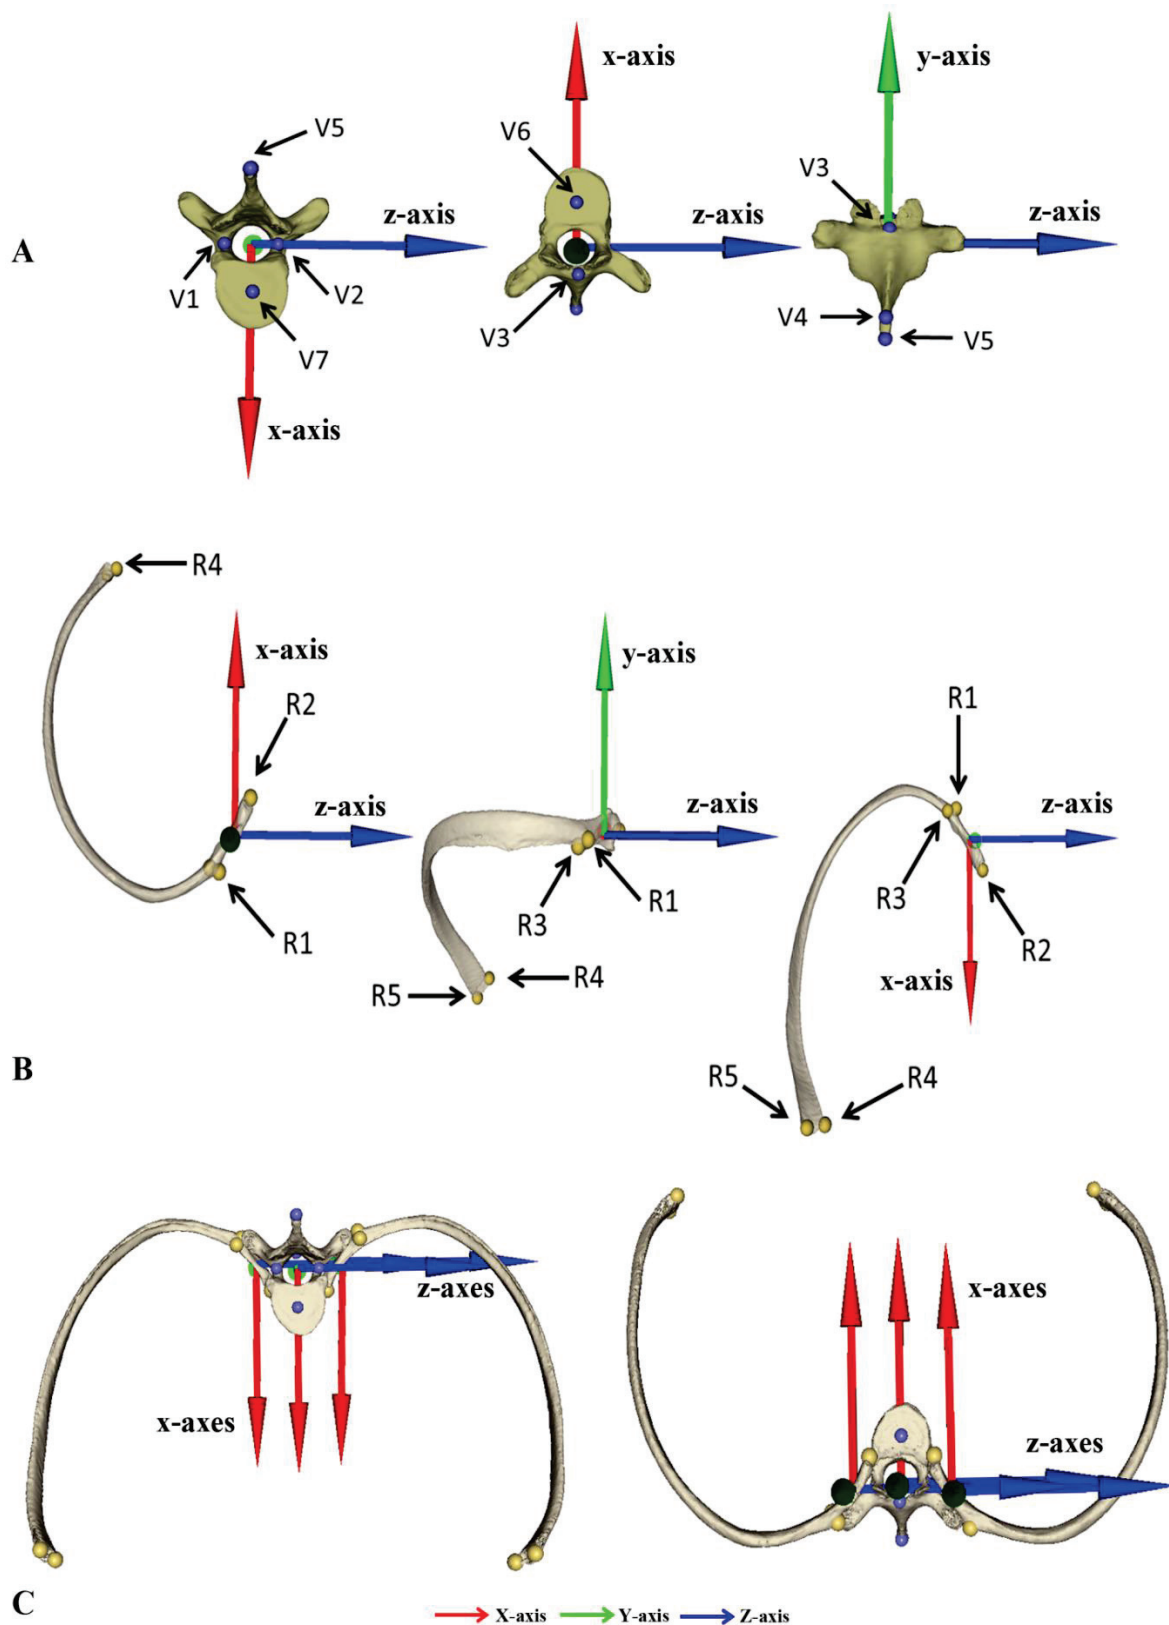 x-axis
y-axis
V5
V6
V3
z-axis
z-axis
z-axis
A
V1
V2
V3
V4
V5
V7
x-axis
R4
x-axis
y-axis
R2
R1
z-axis
z-axis
z-axis
R3
R1
R3
R1
R2
R5
R4
x-axis
B
R5
R4
z-axes
x-axes
x-axes
z-axes
C
X-axis Y-axis Z-axis